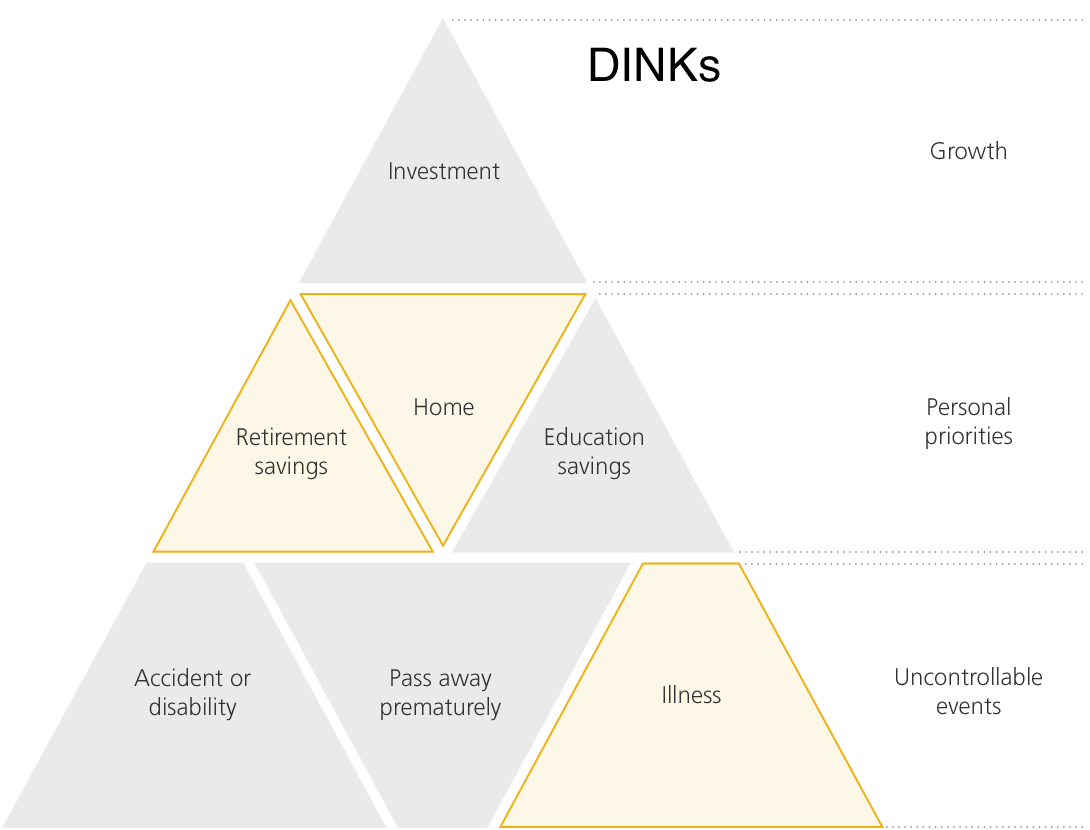 DINKs
Growth
Investment
Home
Retirement
savings
Education
savings
Personal
priorities
Accident or
disability
Pass away
prematurely
Illness
Uncontrollable
events